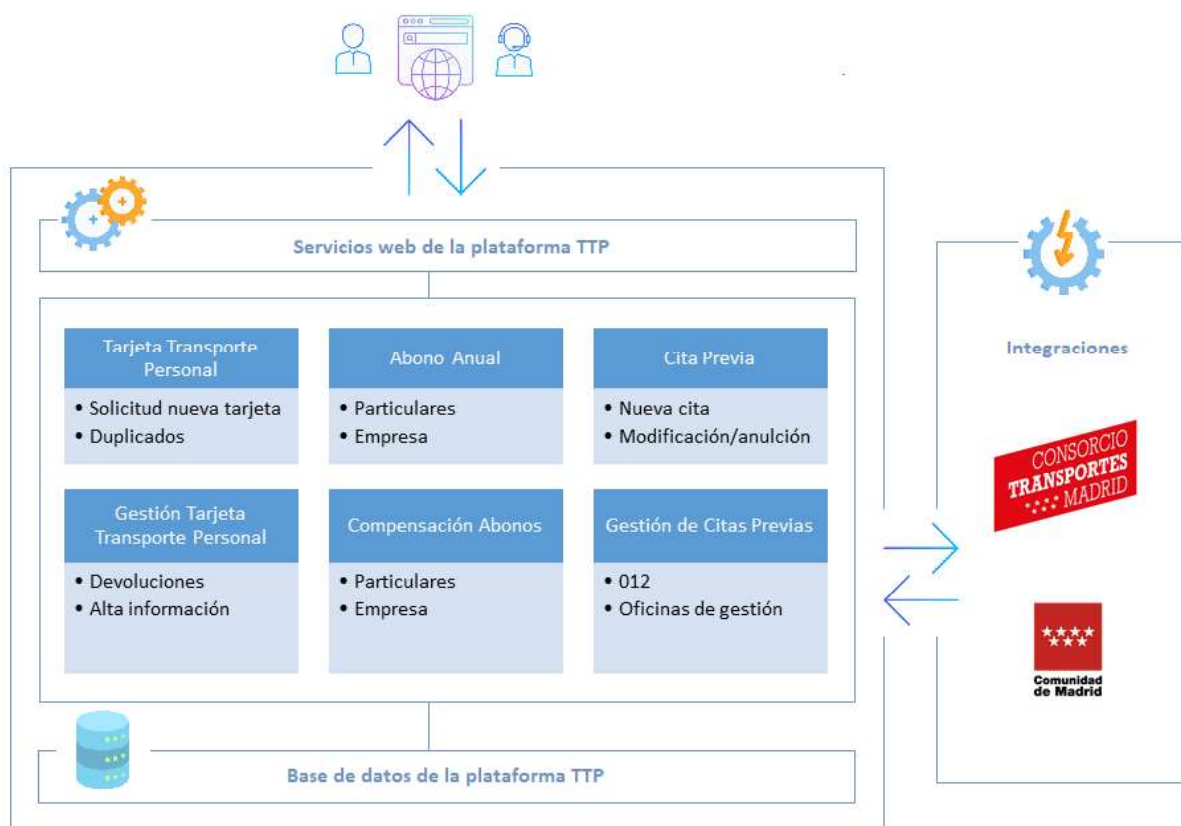 Servicios web de la plataforma TTP
Tarjeta Transporte
Personal
• Solicitud nueva tarjeta
• Duplicados
Abono Anual
• Particulares
• Empresa
Cita Previa
• Nueva cita
• Modificación/anulción
Gestión Tarjeta
Transporte Personal
• Devoluciones
• Alta información
Compensación Abonos
• Particulares
• Empresa
Gestión de Citas Previas
• 012
• Oficinas de gestión
Base de datos de la plataforma TTP
Integraciones
CONSORCIO
TRANSPORTES
MADRID
Comunidad
de Madrid